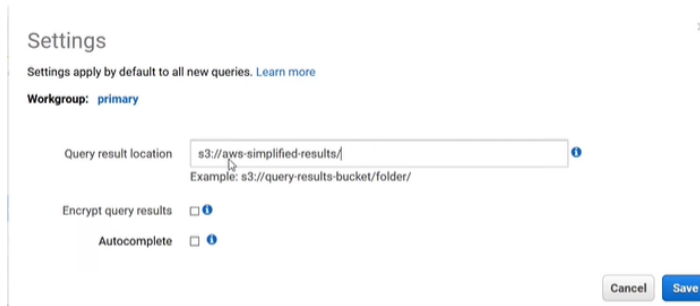 Settings
Settings apply by default to all new queries. Learn more
Workgroup: primary
Query result location s3://aws-simplified-results/
Example: s3://query-results-bucket/folder/
Encrypt query results
Autocomplete
Cancel Save